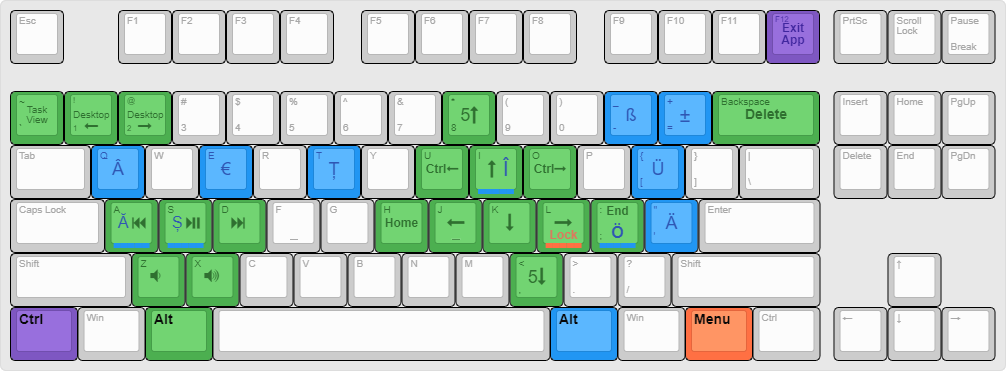 Esc F1 F2 F3 F4 F5 F6 F7 F8 F9 F10 F11 F12 Exit App PrtSc Scroll Lock Pause Break
~ ` Task View ! 1 Desktop ← @ 2 Desktop → # 3 $ 4 % 5 ^ 6 & 7 * 8 5↑ ( 9 ) 0 _ - ß + = ± Backspace Delete Insert Home PgUp
Tab Q Â W E € R T Ț Y U Ctrl← I ↑ Î O Ctrl→ P { [ Ü } ] | \ Delete End PgDn
Caps Lock A Ă ⏮ S Ș ⏯ D ⏭ F _ G H Home J ← _ K ↓ L → Lock : ; End Ö " ' Ä Enter
Shift Z 🔉 X 🔊 C V B N M < , 5↓ > . ? / Shift ↑
Ctrl Win Alt Alt Win Menu Ctrl ← ↓ →